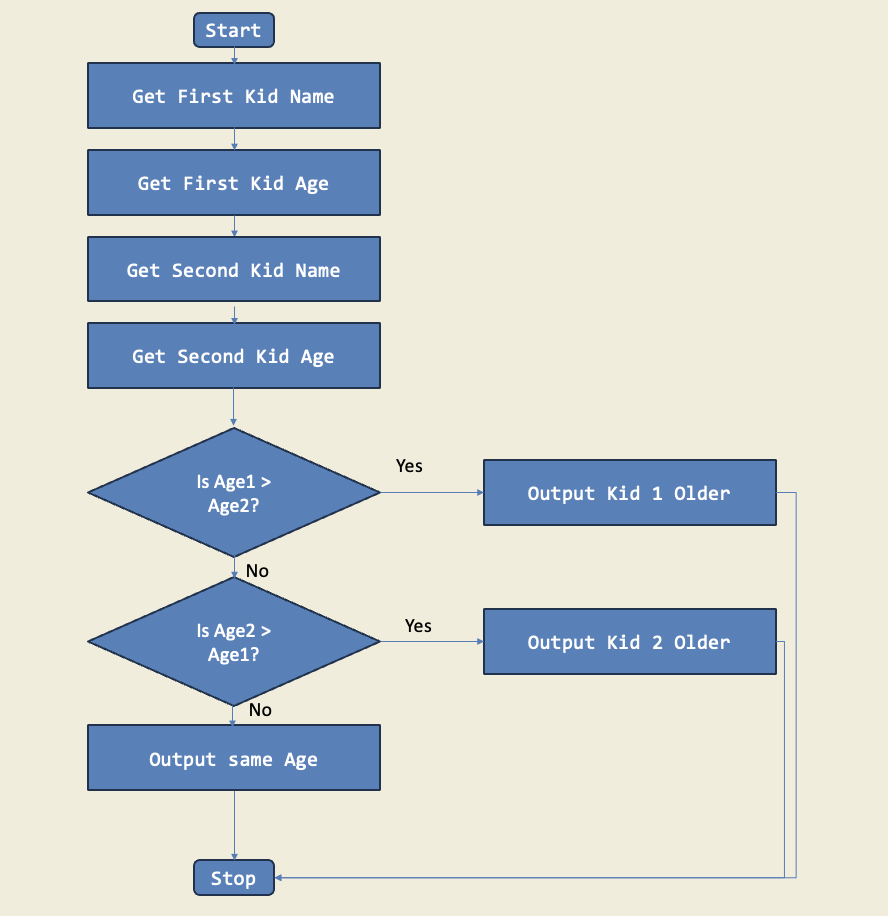 Start
Get First Kid Name
Get First Kid Age
Get Second Kid Name
Get Second Kid Age
Is Age1 >
Age2?
Yes
Output Kid 1 Older
No
Is Age2 >
Age1?
Yes
Output Kid 2 Older
No
Output same Age
Stop